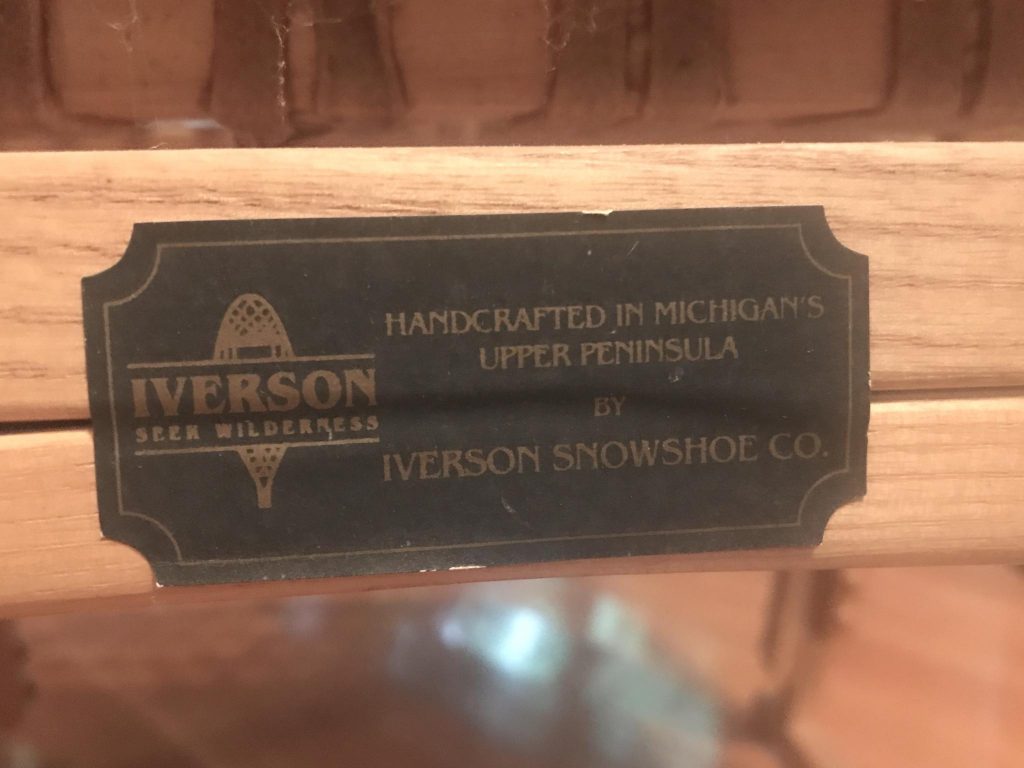 IVERSON
SEEK WILDERNESS
HANDCRAFTED IN MICHIGAN'S
UPPER PENINSULA
BY
IVERSON SNOWSHOE CO.